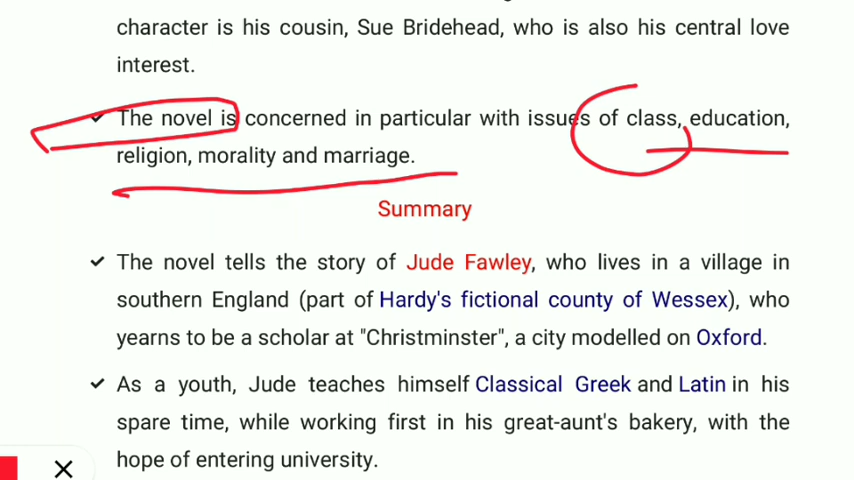 character is his cousin, Sue Bridehead, who is also his central love
interest.
✓ The novel is concerned in particular with issues of class, education,
religion, morality and marriage.
Summary
✓ The novel tells the story of Jude Fawley, who lives in a village in
southern England (part of Hardy's fictional county of Wessex), who
yearns to be a scholar at "Christminster", a city modelled on Oxford.
✓ As a youth, Jude teaches himself Classical Greek and Latin in his
spare time, while working first in his great-aunt's bakery, with the
hope of entering university.